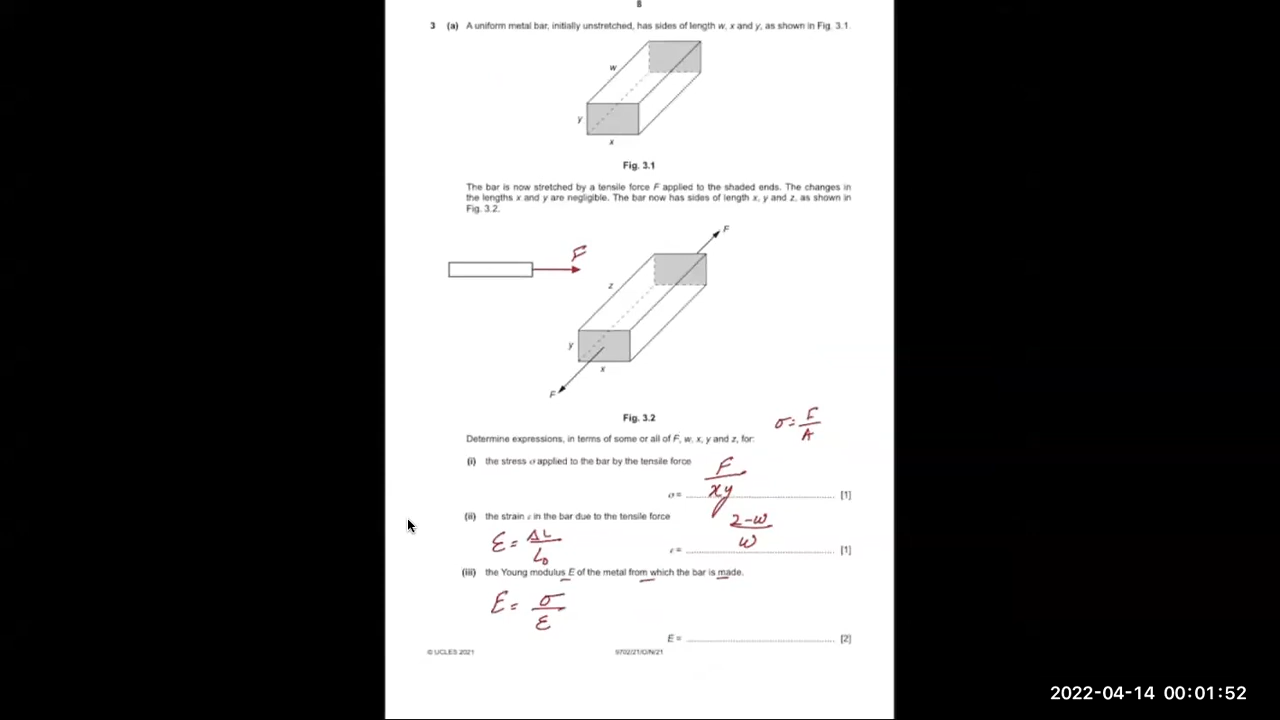 8
3 (a) A uniform metal bar, initially unstretched, has sides of length w, x and y, as shown in Fig. 3.1.
w
y
x
Fig. 3.1
The bar is now stretched by a tensile force F applied to the shaded ends. The changes in
the lengths x and y are negligible. The bar now has sides of length x, y and z, as shown in
Fig. 3.2.
F
F
z
y
x
F
Fig. 3.2
σ = F/A
Determine expressions, in terms of some or all of F, w, x, y and z, for:
(i) the stress σ applied to the bar by the tensile force
F/xy
σ = ................................................ [1]
(ii) the strain ε in the bar due to the tensile force
z-w/w
ε = ΔL/L₀
ε = ................................................ [1]
(iii) the Young modulus E of the metal from which the bar is made.
E = σ/ε
E = ................................................ [2]
© UCLES 2021 9702/21/O/N/21
2022-04-14 00:01:52